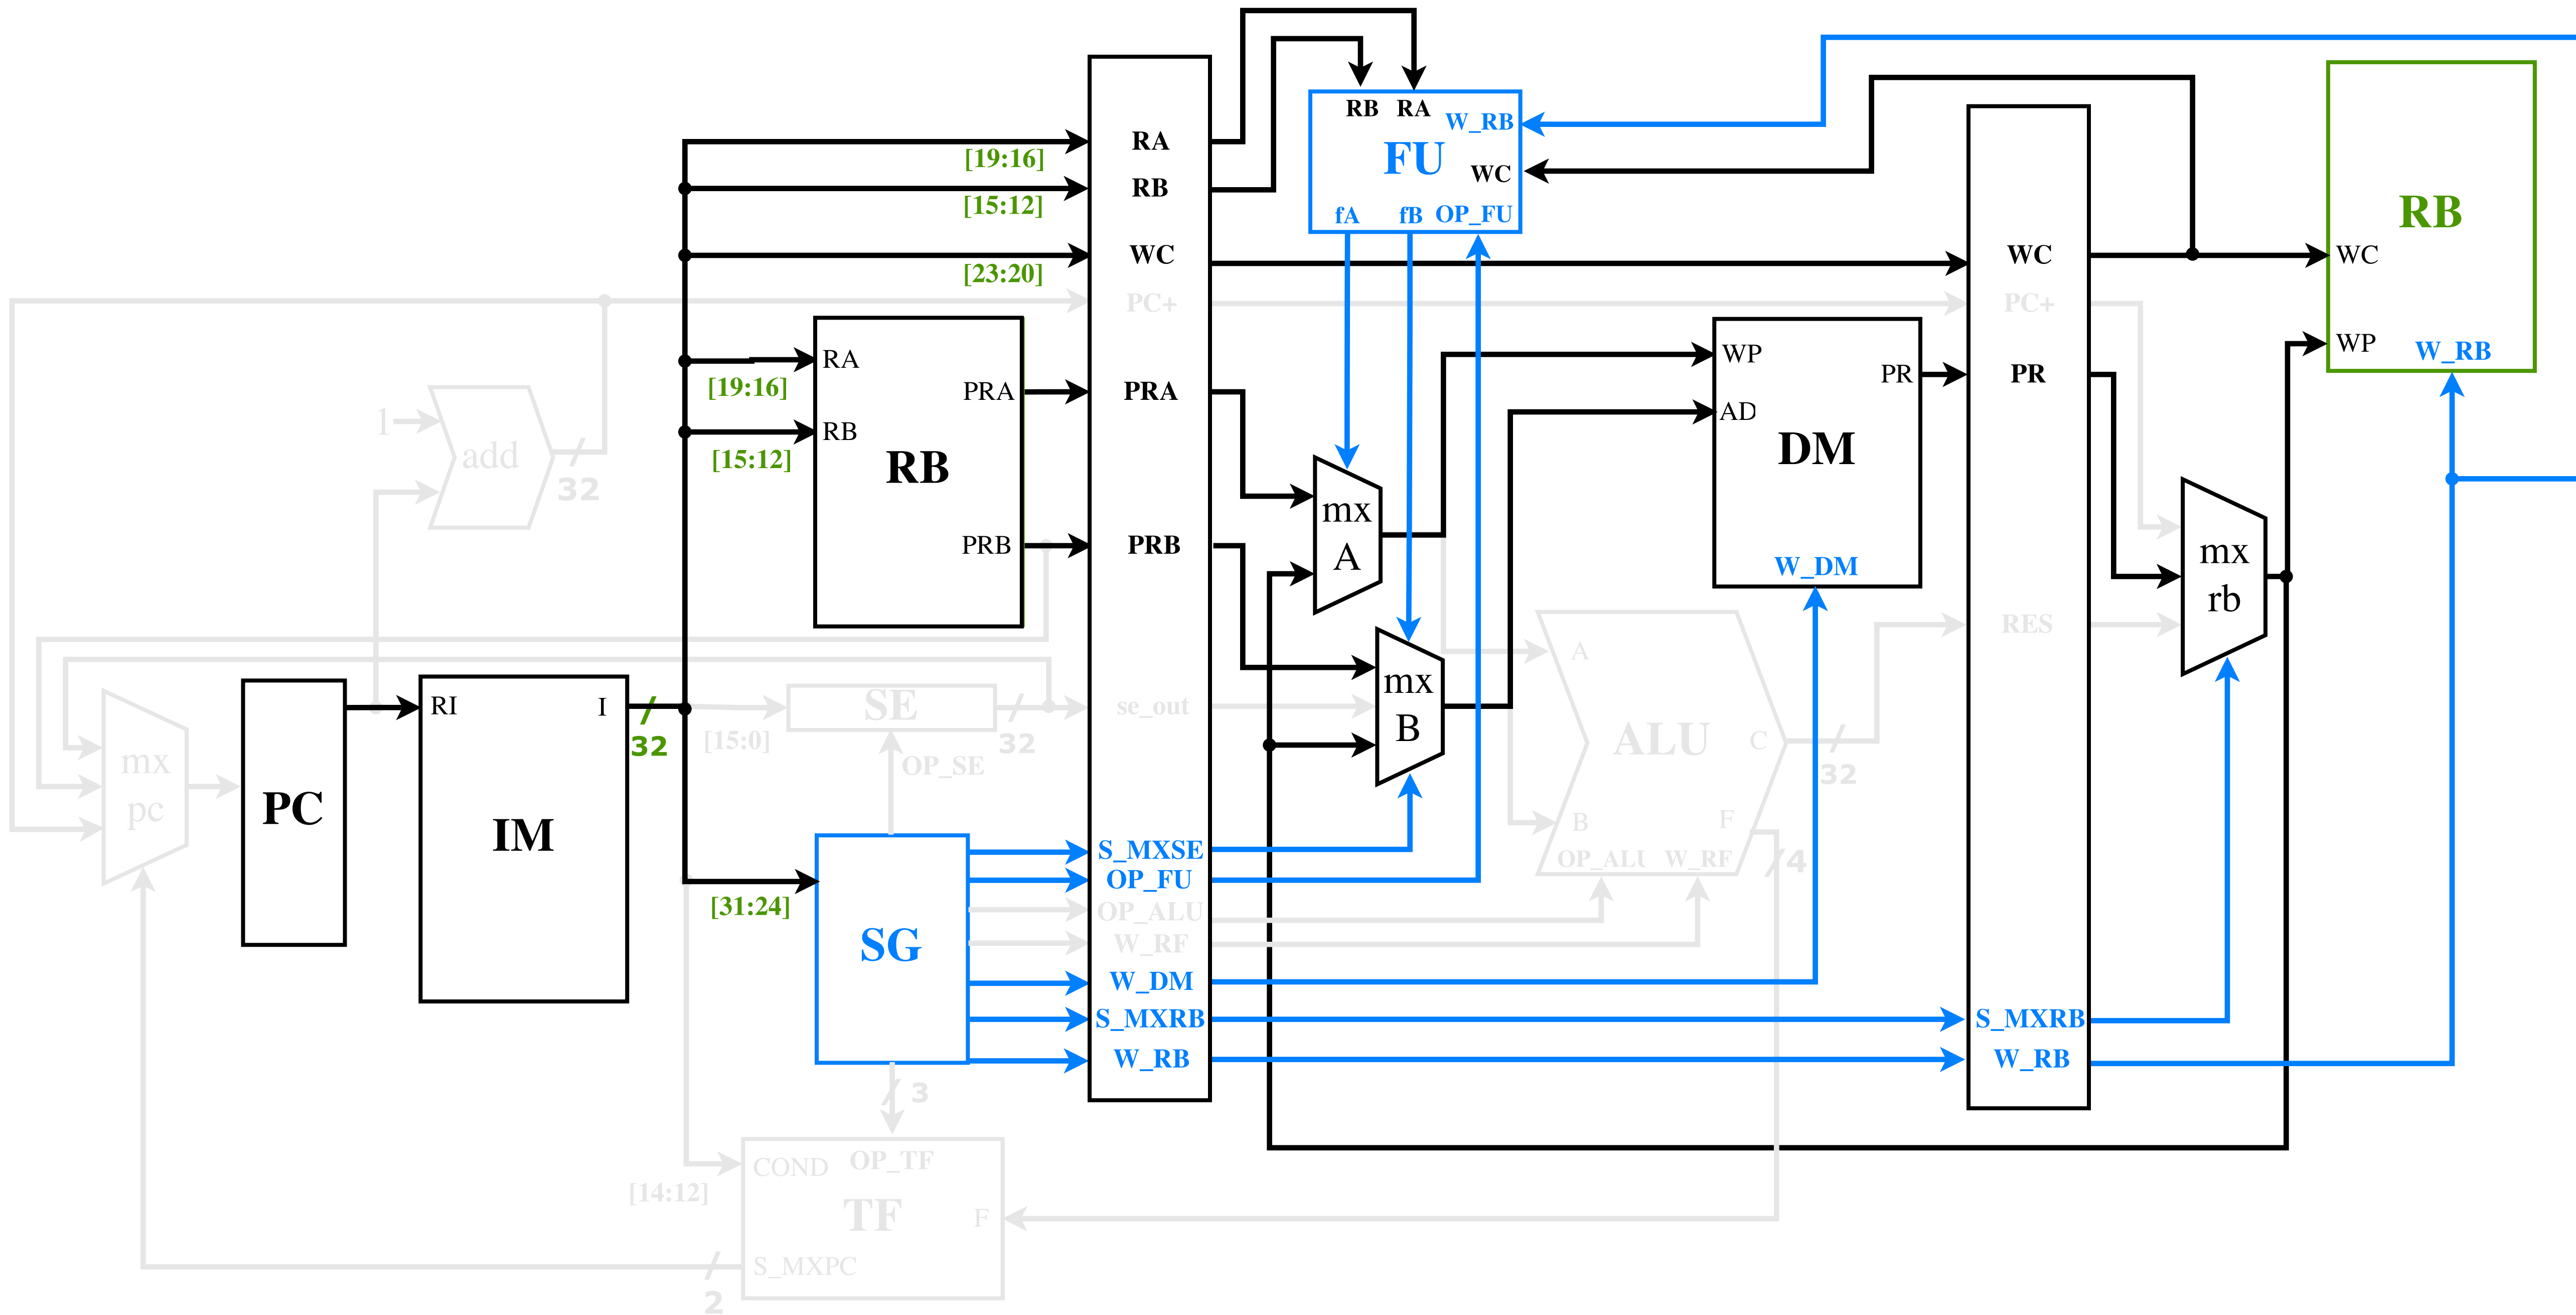 RB RA
W_RB
FU
WC
fA fB OP_FU
RA
RB
WC
PC+
PRA
PRB
se_out
S_MXSE
OP_FU
OP_ALU
W_RF
W_DM
S_MXRB
W_RB
[19:16]
[15:12]
[23:20]
RA
[19:16]
RB
[15:12]
PRA
RB
PRB
1
add
32
mx
pc
PC
RI
I
IM
32
[15:0]
SE
32
OP_SE
[31:24]
SG
3
COND
OP_TF
[14:12]
TF
F
S_MXPC
2
mx
A
mx
B
WP
PR
AD
DM
W_DM
A
ALU
C
32
B
F
OP_ALU
W_RF
4
WC
PC+
PR
RES
S_MXRB
W_RB
mx
rb
RB
WC
WP
W_RB